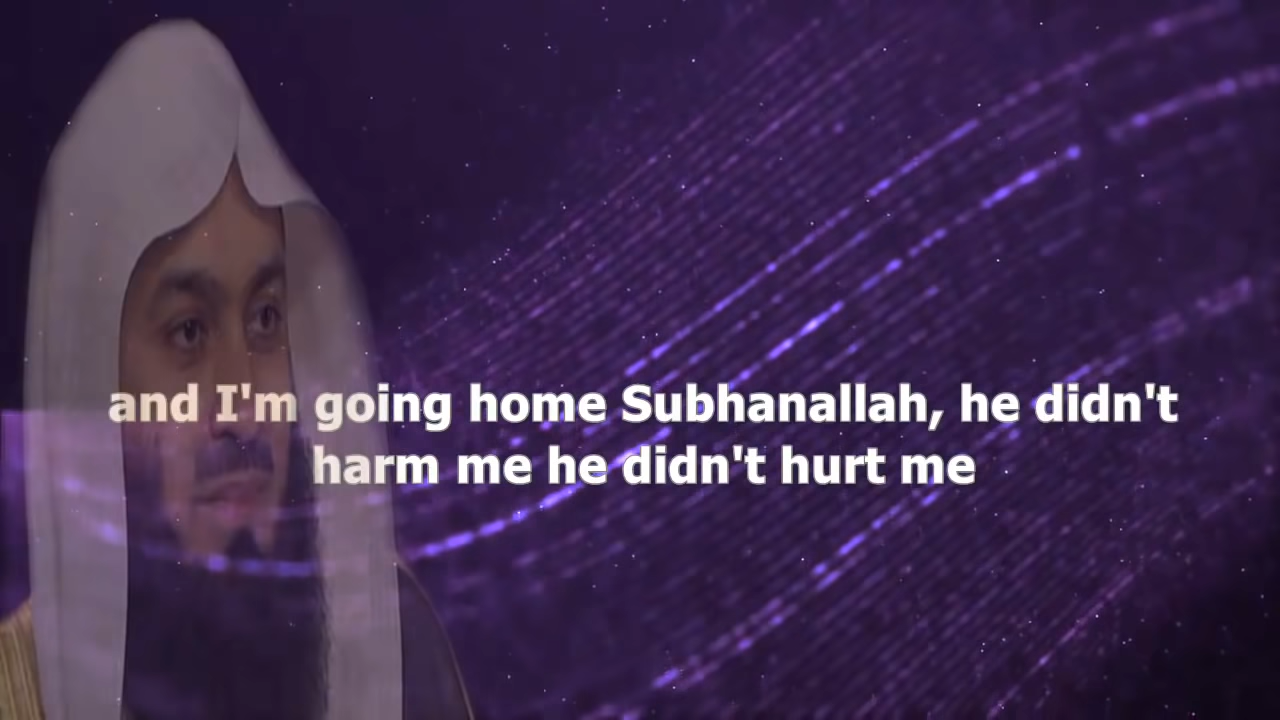 and I'm going home Subhanallah, he didn't
harm me he didn't hurt me